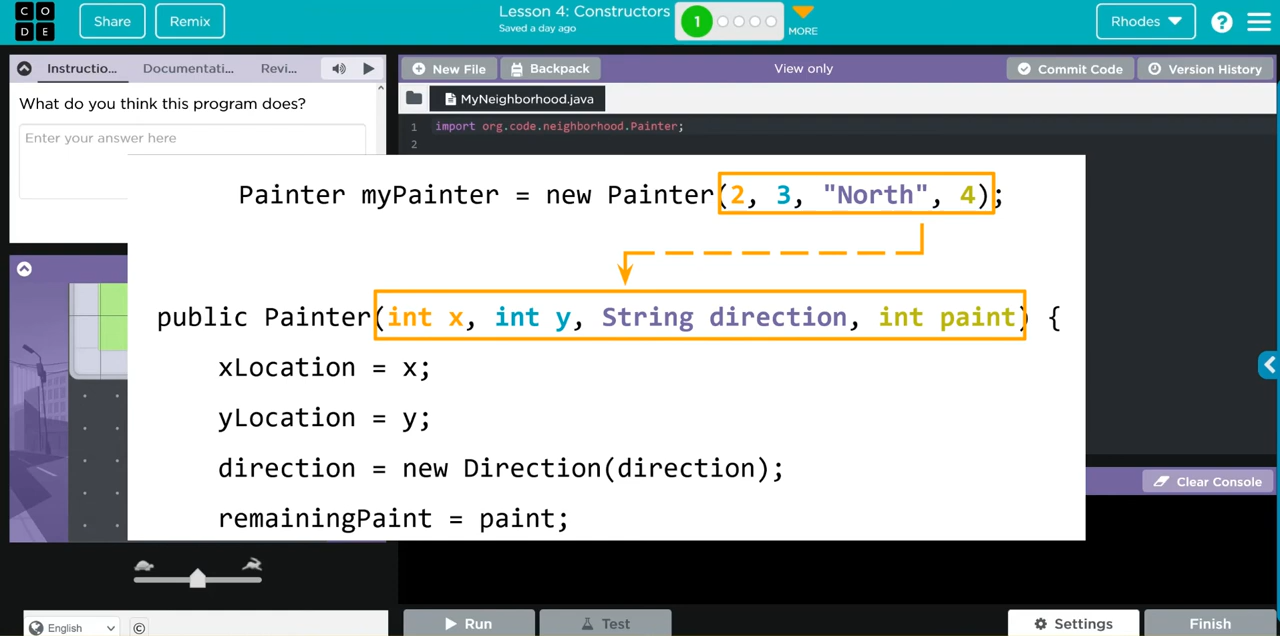 CODE
Share
Remix
Lesson 4: Constructors
Saved a day ago
1
MORE
Rhodes
?
Instructio...
Documentati...
Revi...
New File
Backpack
View only
Commit Code
Version History
What do you think this program does?
MyNeighborhood.java
Enter your answer here
1 import org.code.neighborhood.Painter;
2
Painter myPainter = new Painter(2, 3, "North", 4);
public Painter(int x, int y, String direction, int paint) {
xLocation = x;
yLocation = y;
direction = new Direction(direction);
remainingPaint = paint;
Clear Console
English
©
Run
Test
Settings
Finish